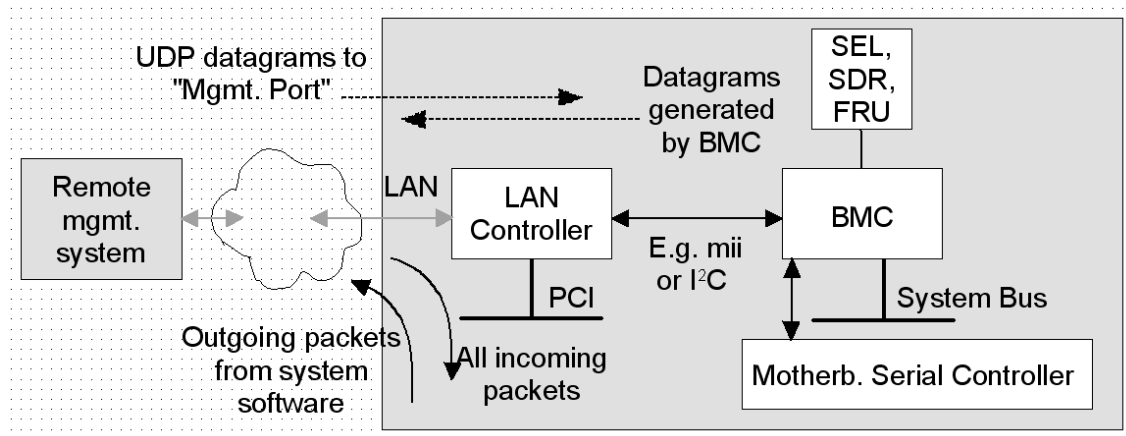 UDP datagrams to
"Mgmt. Port"
Datagrams
generated
by BMC
SEL,
SDR,
FRU
Remote
mgmt.
system
LAN
LAN
Controller
E.g. mii
or I²C
BMC
PCI
System Bus
Outgoing packets
from system
software
All incoming
packets
Motherb. Serial Controller